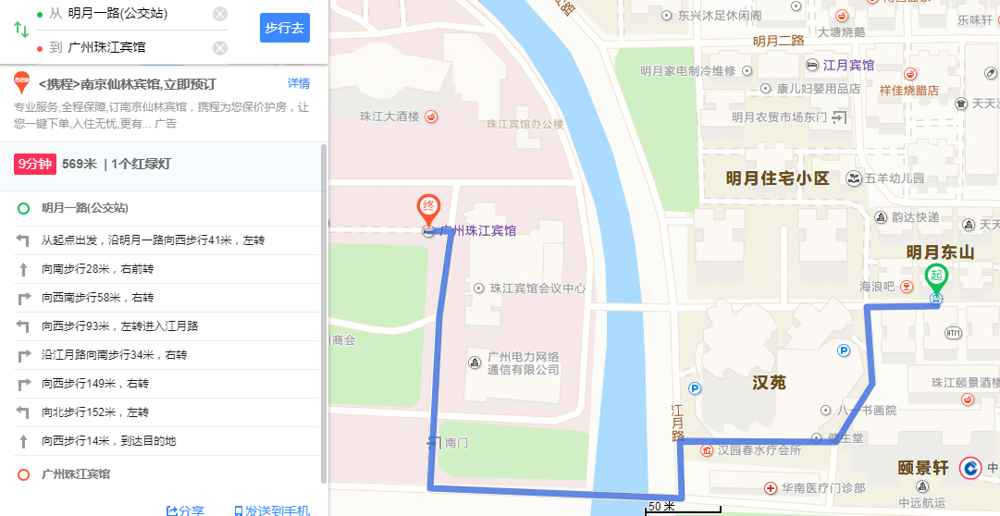 从 明月一路(公交站)
到 广州珠江宾馆
步行去
new
<携程>南京仙林宾馆,立即预订
详情
专业服务,全程保障,订南京仙林宾馆，携程为您保价护房，让
您一键下单,入住无忧,更有... 广告
9分钟 569米 | 1个红绿灯
明月一路(公交站)
从起点出发，沿明月一路向西步行41米，左转
向南步行28米，右前转
向西南步行58米，右转
向西步行93米，左转进入江月路
沿江月路向南步行34米，右转
向西步行149米，右转
向北步行152米，左转
向西步行14米，到达目的地
广州珠江宾馆
分享
发送到手机
东兴沐足休闲阁
大塘烧鹅
乐味轩
明月二路
明月家电制冷维修
江月宾馆
康儿妇婴用品店
祥佳烧腊店
天天
珠江大酒楼
珠江宾馆办公楼
明月农贸市场东门
明月住宅小区
五羊幼儿园
韵达快递
天天
终
广州珠江宾馆
明月东山
起
海浪吧
珠江宾馆会议中心
ATM
商会
P
广州电力网络
通信有限公司
P
汉苑
珠江颐景酒楼
江月路
八一书画院
健生堂
南门
汉园春水疗会所
颐景轩
中
华南医疗门诊部
中远航运
50 米